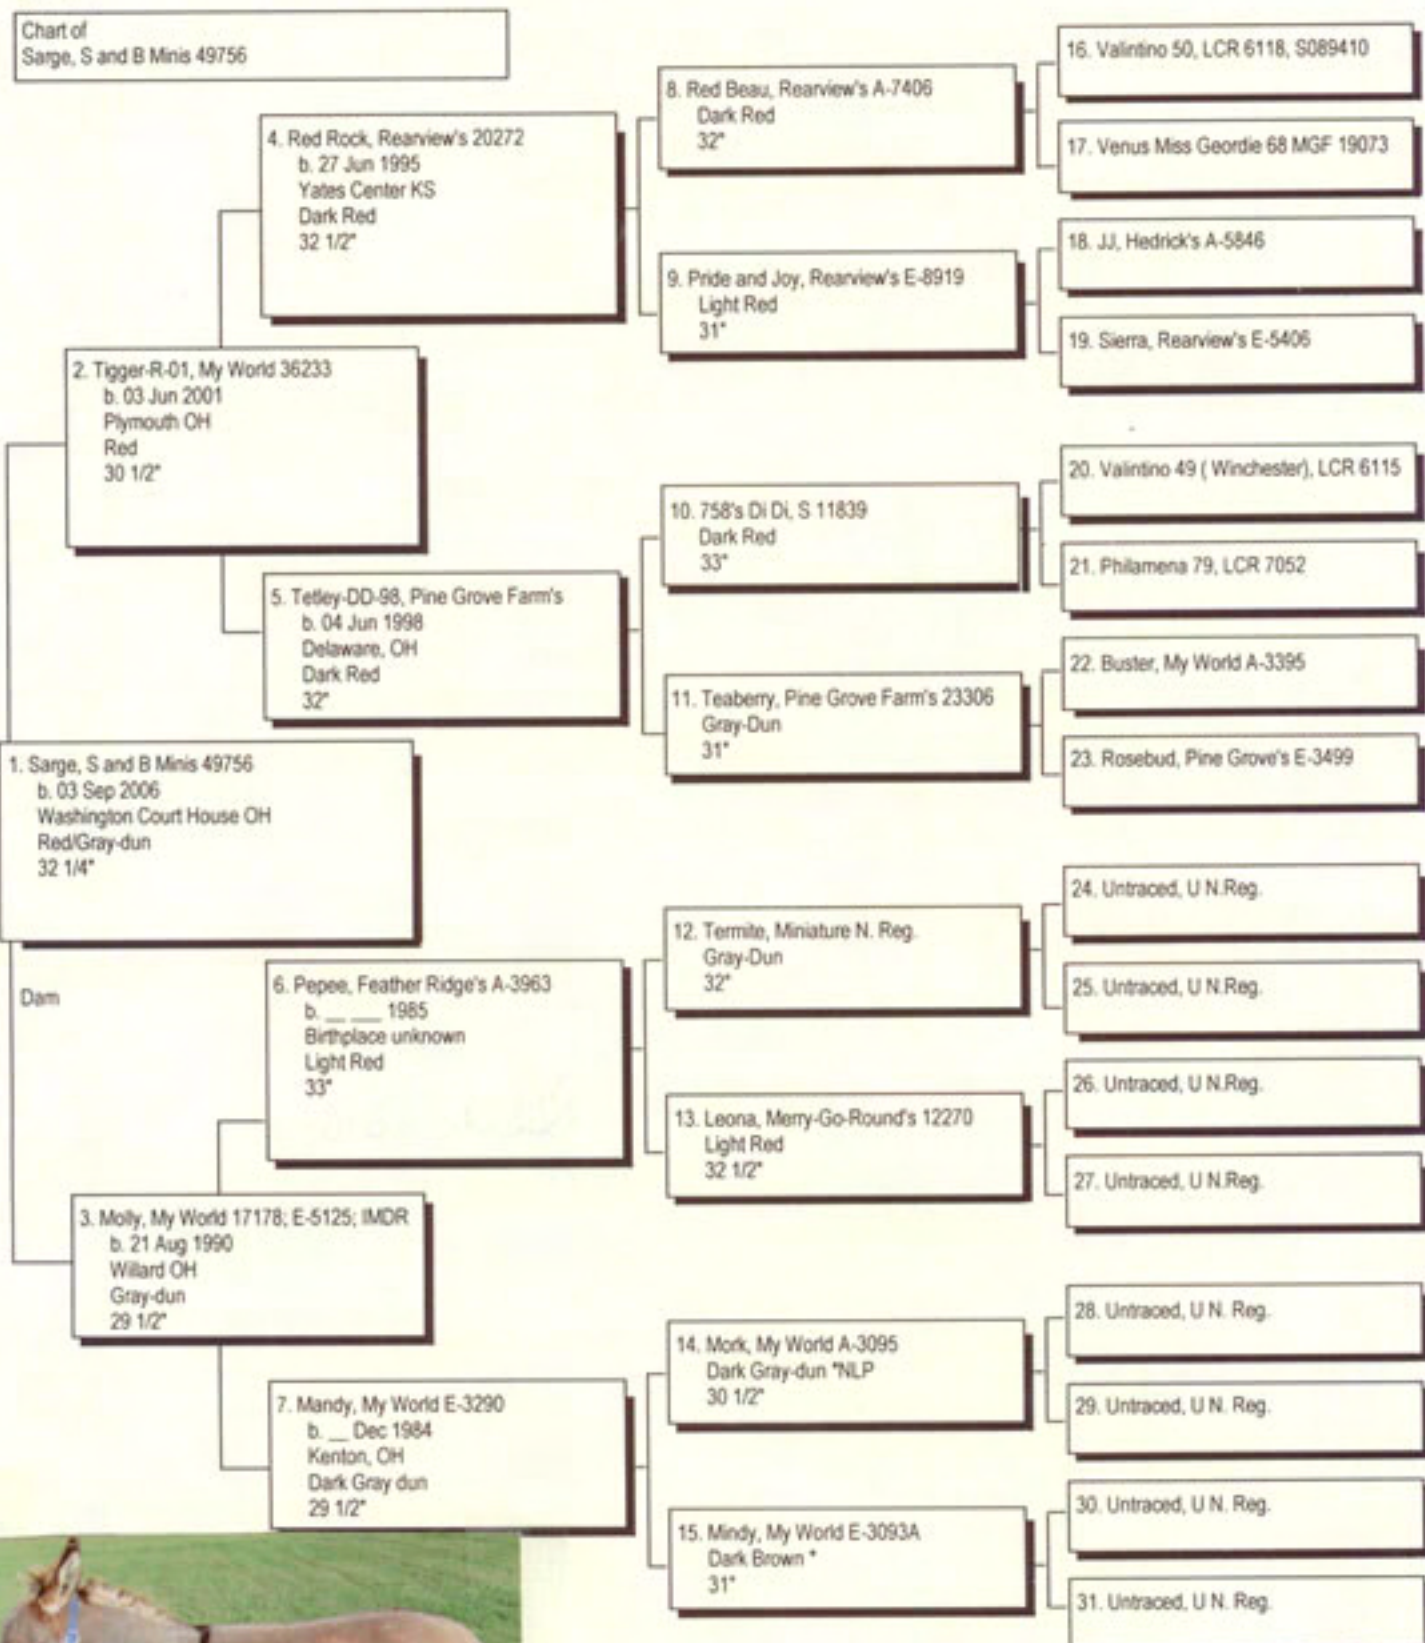 Chart of
Sarge, S and B Minis 49756
1. Sarge, S and B Minis 49756
b. 03 Sep 2006
Washington Court House OH
Red/Gray-dun
32 1/4"
2. Tigger-R-01, My World 36233
b. 03 Jun 2001
Plymouth OH
Red
30 1/2"
Dam
3. Molly, My World 17178; E-5125; IMDR
b. 21 Aug 1990
Willard OH
Gray-dun
29 1/2"
4. Red Rock, Rearview's 20272
b. 27 Jun 1995
Yates Center KS
Dark Red
32 1/2"
5. Tetley-DD-98, Pine Grove Farm's
b. 04 Jun 1998
Delaware, OH
Dark Red
32"
6. Pepee, Feather Ridge's A-3963
b. __ ___ 1985
Birthplace unknown
Light Red
33"
7. Mandy, My World E-3290
b. __ Dec 1984
Kenton, OH
Dark Gray dun
29 1/2"
8. Red Beau, Rearview's A-7406
Dark Red
32"
9. Pride and Joy, Rearview's E-8919
Light Red
31"
10. 758's Di Di, S 11839
Dark Red
33"
11. Teaberry, Pine Grove Farm's 23306
Gray-Dun
31"
12. Termite, Miniature N. Reg.
Gray-Dun
32"
13. Leona, Merry-Go-Round's 12270
Light Red
32 1/2"
14. Mork, My World A-3095
Dark Gray-dun *NLP
30 1/2"
15. Mindy, My World E-3093A
Dark Brown *
31"
16. Valintino 50, LCR 6118, S089410
17. Venus Miss Geordie 68 MGF 19073
18. JJ, Hedrick's A-5846
19. Sierra, Rearview's E-5406
20. Valintino 49 ( Winchester), LCR 6115
21. Philamena 79, LCR 7052
22. Buster, My World A-3395
23. Rosebud, Pine Grove's E-3499
24. Untraced, U N.Reg.
25. Untraced, U N.Reg.
26. Untraced, U N.Reg.
27. Untraced, U N.Reg.
28. Untraced, U N. Reg.
29. Untraced, U N. Reg.
30. Untraced, U N. Reg.
31. Untraced, U N. Reg.